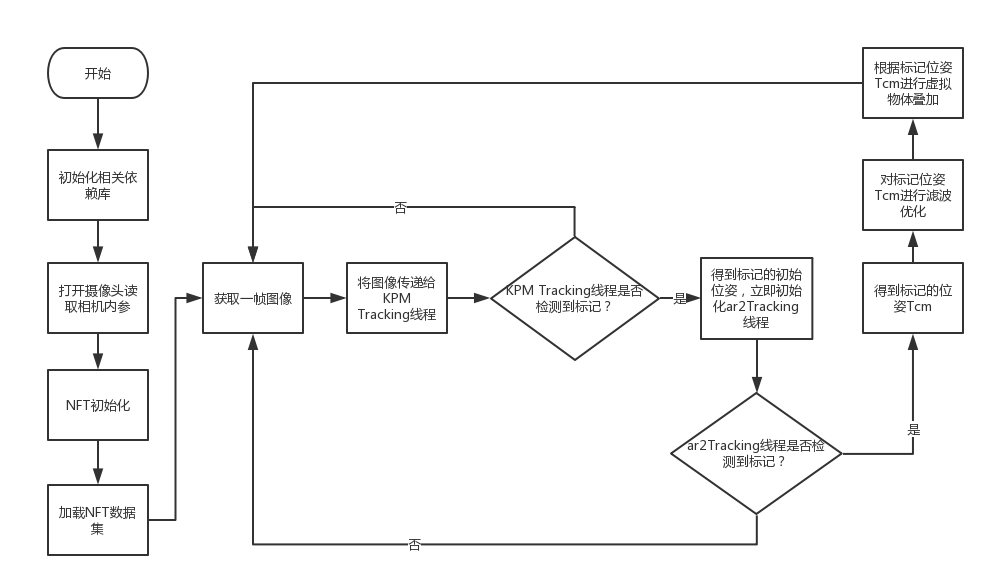 开始
初始化相关依
赖库
打开摄像头读
取相机内参
NFT初始化
加载NFT数据
集
获取一帧图像
将图像传递给
KPM
Tracking线程
KPM Tracking线程是否
检测到标记？
否
是
得到标记的初始
位姿，立即初始
化ar2Tracking
线程
ar2Tracking线程是否检
测到标记？
否
是
得到标记的位
姿Tcm
对标记位姿
Tcm进行滤波
优化
根据标记位姿
Tcm进行虚拟
物体叠加